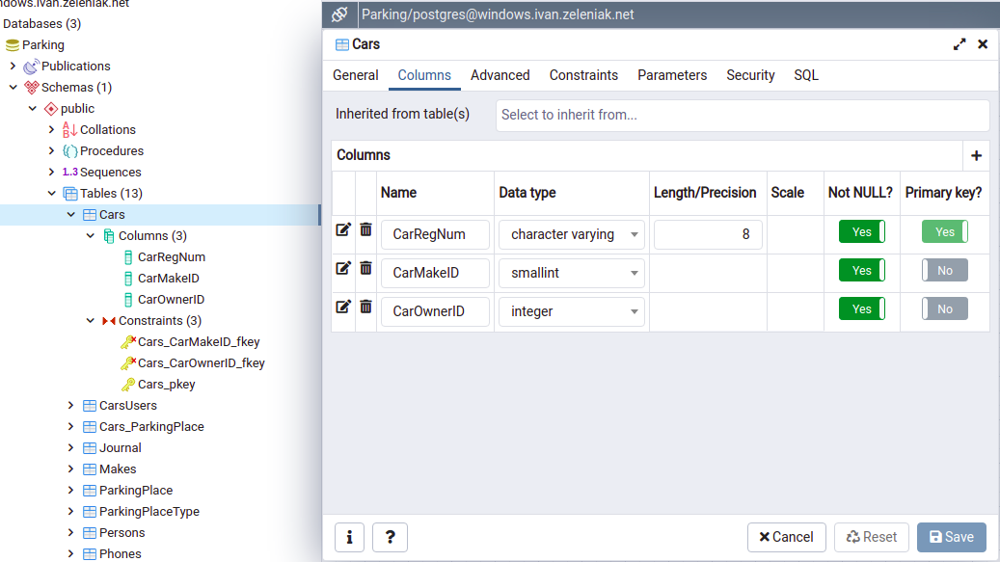 ndows.ivan.zeleniak.net
Databases (3)
Parking
Publications
Schemas (1)
public
Collations
Procedures
1..3 Sequences
Tables (13)
Cars
Columns (3)
CarRegNum
CarMakeID
CarOwnerID
Constraints (3)
Cars_CarMakeID_fkey
Cars_CarOwnerID_fkey
Cars_pkey
CarsUsers
Cars_ParkingPlace
Journal
Makes
ParkingPlace
ParkingPlaceType
Persons
Phones
Parking/postgres@windows.ivan.zeleniak.net
Cars
General Columns Advanced Constraints Parameters Security SQL
Inherited from table(s) Select to inherit from...
Columns
Name Data type Length/Precision Scale Not NULL? Primary key?
CarRegNum character varying 8 Yes Yes
CarMakeID smallint Yes No
CarOwnerID integer Yes No
i ? Cancel Reset Save